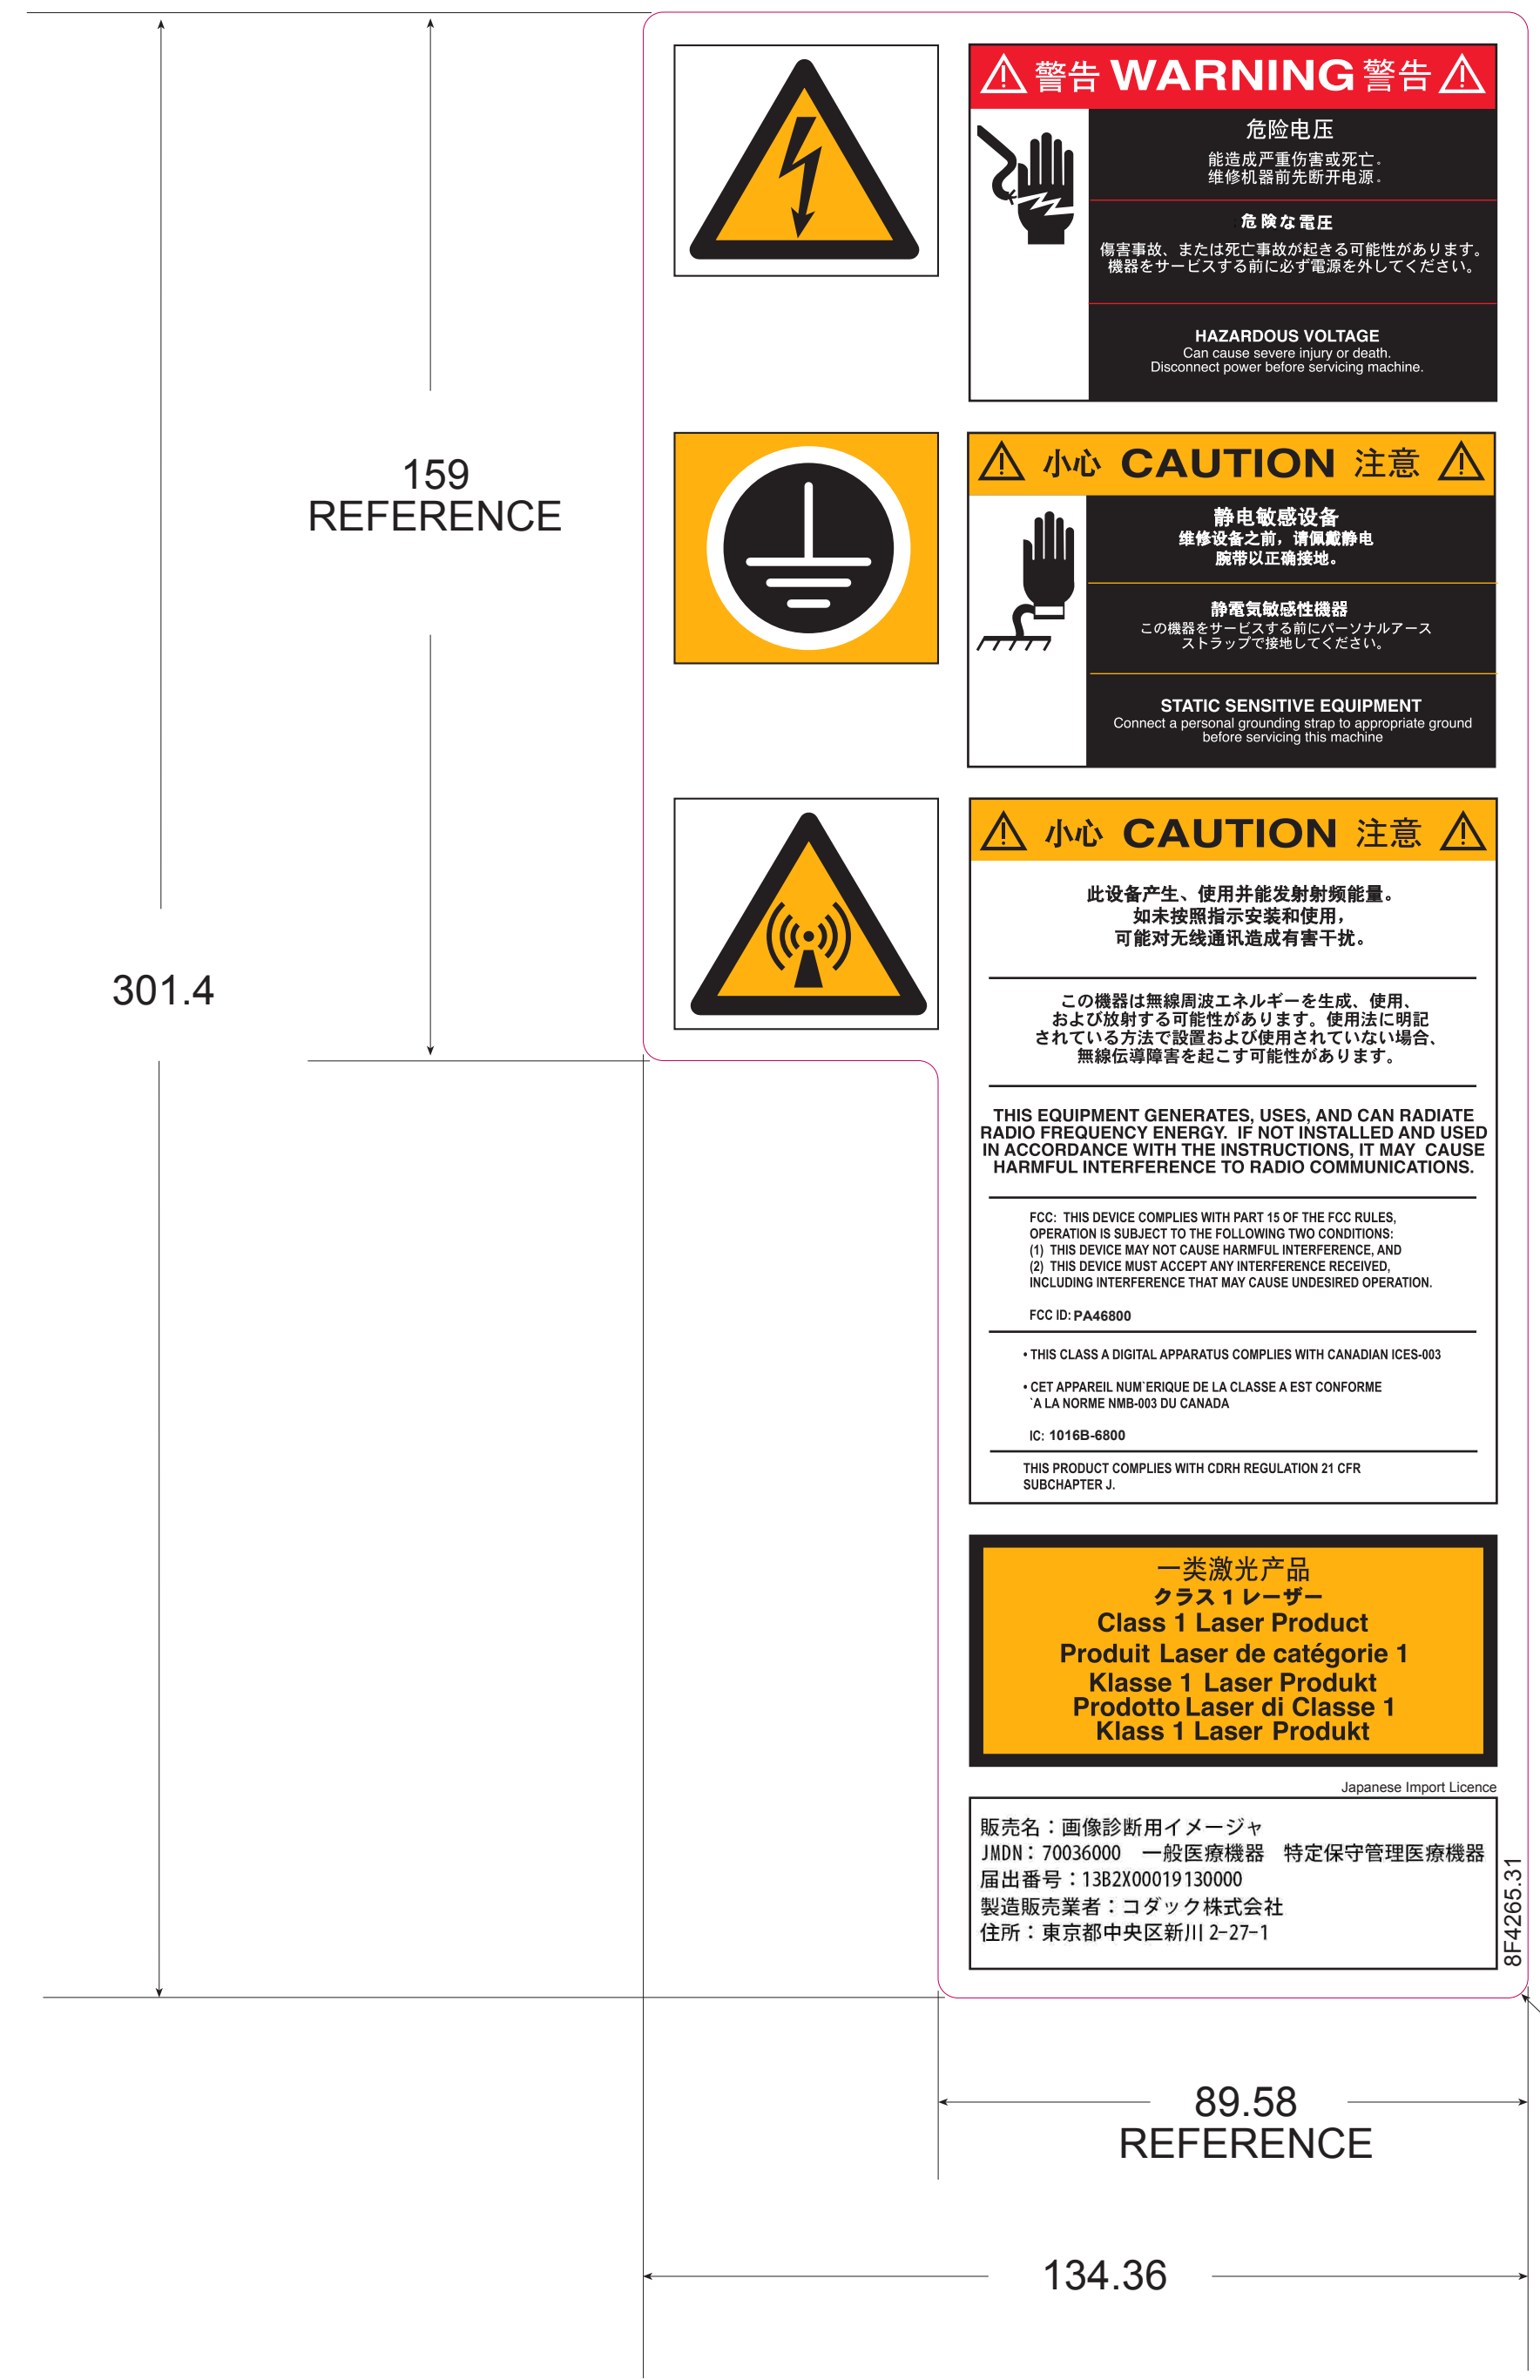 警告 WARNING 警告
危险电压
能造成严重伤害或死亡。
维修机器前先断开电源。
危険な電圧
傷害事故、または死亡事故が起きる可能性があります。
機器をサービスする前に必ず電源を外してください。
HAZARDOUS VOLTAGE
Can cause severe injury or death.
Disconnect power before servicing machine.
159
REFERENCE
小心 CAUTION 注意
静电敏感设备
维修设备之前，请佩戴静电
腕带以正确接地。
静電気敏感性機器
この機器をサービスする前にパーソナルアース
ストラップで接地してください。
STATIC SENSITIVE EQUIPMENT
Connect a personal grounding strap to appropriate ground
before servicing this machine
301.4
小心 CAUTION 注意
此设备产生、使用并能发射射频能量。
如未按照指示安装和使用，
可能对无线通讯造成有害干扰。
この機器は無線周波エネルギーを生成、使用、
および放射する可能性があります。使用法に明記
されている方法で設置および使用されていない場合、
無線伝導障害を起こす可能性があります。
THIS EQUIPMENT GENERATES, USES, AND CAN RADIATE
RADIO FREQUENCY ENERGY. IF NOT INSTALLED AND USED
IN ACCORDANCE WITH THE INSTRUCTIONS, IT MAY CAUSE
HARMFUL INTERFERENCE TO RADIO COMMUNICATIONS.
FCC: THIS DEVICE COMPLIES WITH PART 15 OF THE FCC RULES,
OPERATION IS SUBJECT TO THE FOLLOWING TWO CONDITIONS:
(1) THIS DEVICE MAY NOT CAUSE HARMFUL INTERFERENCE, AND
(2) THIS DEVICE MUST ACCEPT ANY INTERFERENCE RECEIVED,
INCLUDING INTERFERENCE THAT MAY CAUSE UNDESIRED OPERATION.
FCC ID: PA46800
• THIS CLASS A DIGITAL APPARATUS COMPLIES WITH CANADIAN ICES-003
• CET APPAREIL NUM`ERIQUE DE LA CLASSE A EST CONFORME
`A LA NORME NMB-003 DU CANADA
IC: 1016B-6800
THIS PRODUCT COMPLIES WITH CDRH REGULATION 21 CFR
SUBCHAPTER J.
一类激光产品
クラス 1 レーザー
Class 1 Laser Product
Produit Laser de catégorie 1
Klasse 1 Laser Produkt
Prodotto Laser di Classe 1
Klass 1 Laser Produkt
Japanese Import Licence
販売名：画像診断用イメージャ
JMDN：70036000　一般医療機器　特定保守管理医療機器
届出番号：13B2X00019130000
製造販売業者：コダック株式会社
住所：東京都中央区新川 2-27-1
8F4265.31
89.58
REFERENCE
134.36